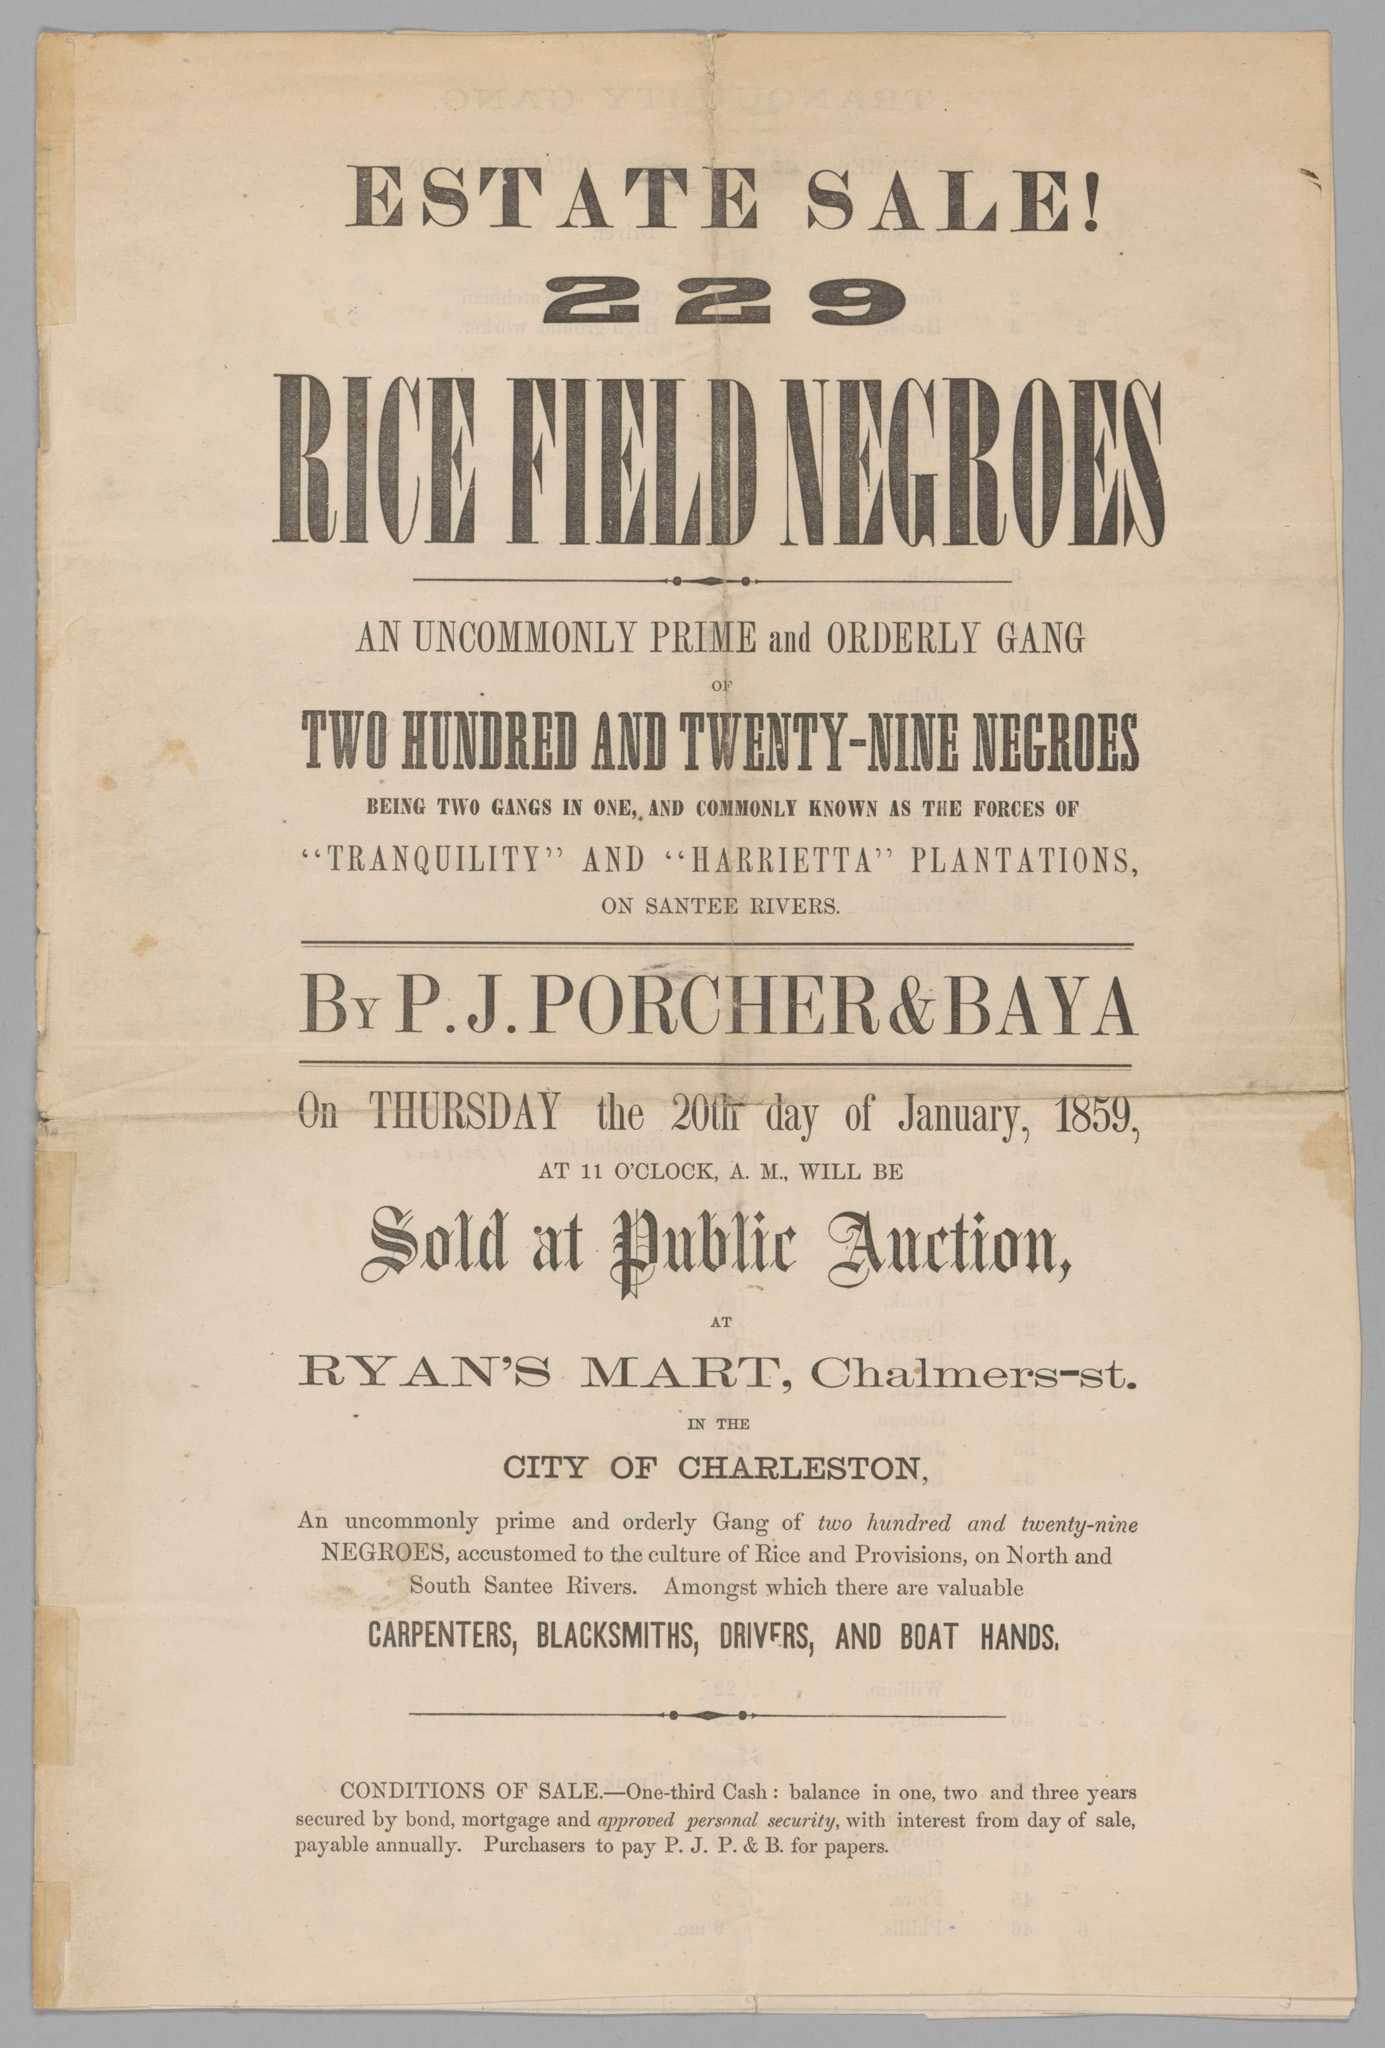 ESTATE SALE!
229
RICE FIELD NEGROES
AN UNCOMMONLY PRIME and ORDERLY GANG
OF
TWO HUNDRED AND TWENTY-NINE NEGROES
BEING TWO GANGS IN ONE, AND COMMONLY KNOWN AS THE FORCES OF
"TRANQUILITY" AND "HARRIETTA" PLANTATIONS,
ON SANTEE RIVERS.
BY P. J. PORCHER & BAYA
On THURSDAY the 20th day of January, 1859,
AT 11 O'CLOCK, A. M., WILL BE
Sold at Public Auction,
AT
RYAN'S MART, Chalmers-st.
IN THE
CITY OF CHARLESTON,
An uncommonly prime and orderly Gang of two hundred and twenty-nine
NEGROES, accustomed to the culture of Rice and Provisions, on North and
South Santee Rivers. Amongst which there are valuable
CARPENTERS, BLACKSMITHS, DRIVERS, AND BOAT HANDS.
CONDITIONS OF SALE.—One-third Cash: balance in one, two and three years
secured by bond, mortgage and approved personal security, with interest from day of sale,
payable annually. Purchasers to pay P. J. P. & B. for papers.